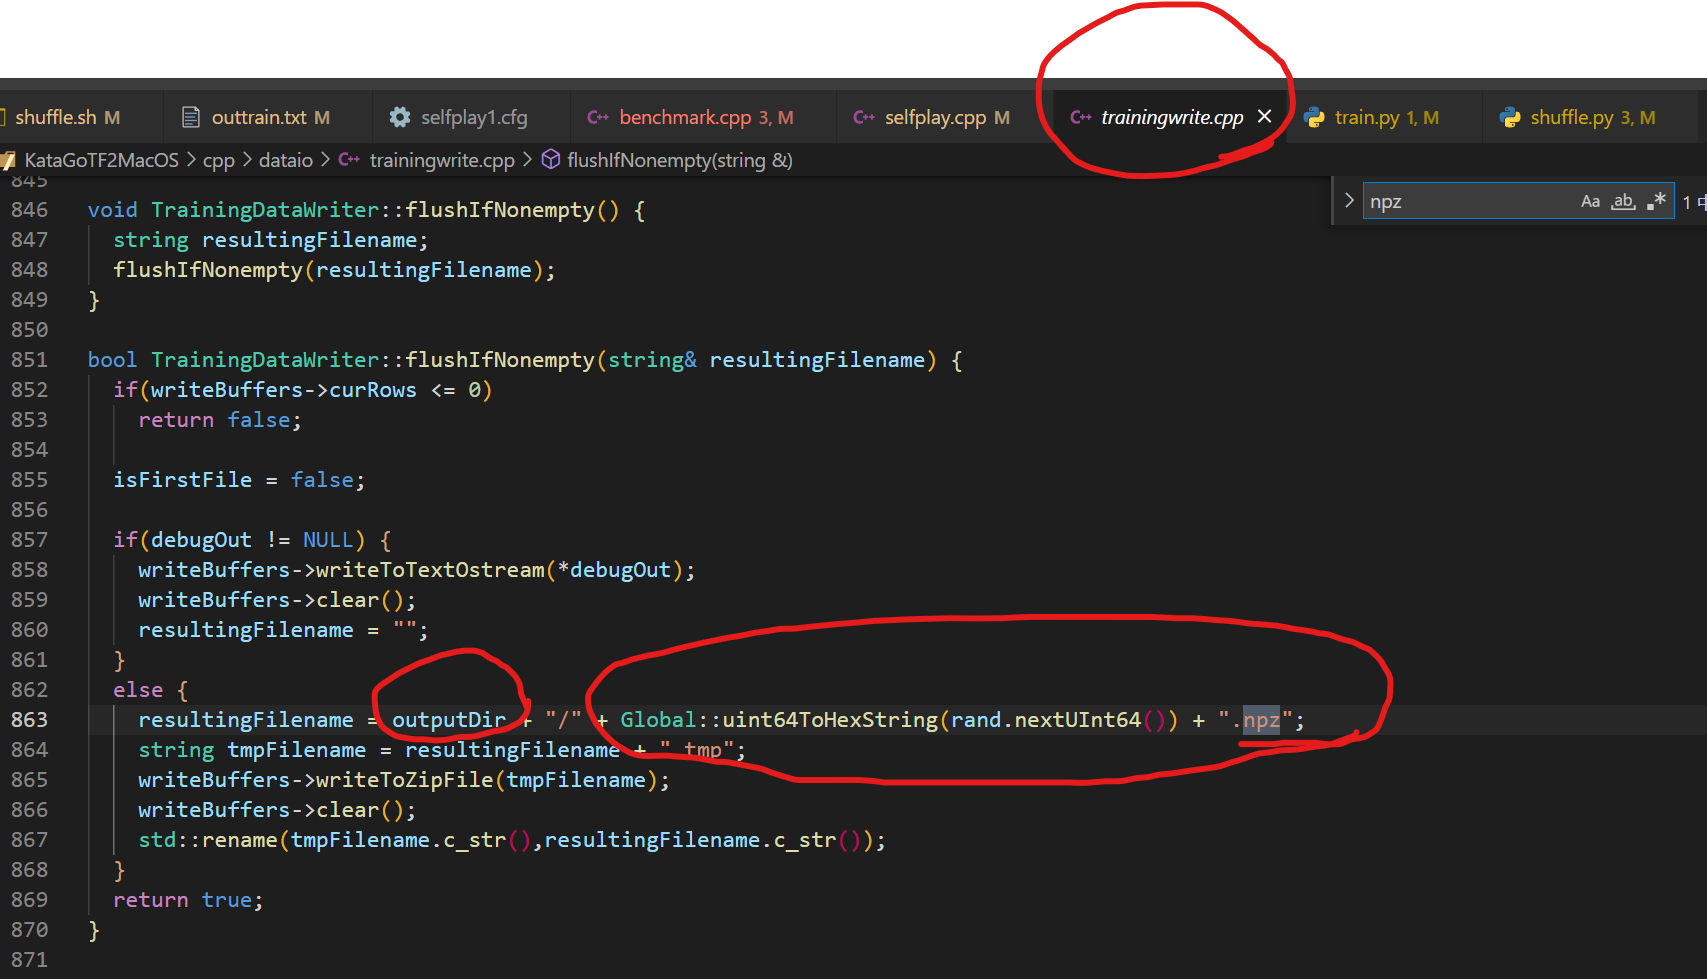 shuffle.sh M outtrain.txt M selfplay1.cfg C++ benchmark.cpp 3, M C++ selfplay.cpp M C++ trainingwrite.cpp × train.py 1, M shuffle.py 3, M
KataGoTF2MacOS > cpp > dataio > C++ trainingwrite.cpp > flushIfNonempty(string &)
> npz Aa ab .* 1
845
846 void TrainingDataWriter::flushIfNonempty() {
847 string resultingFilename;
848 flushIfNonempty(resultingFilename);
849 }
850
851 bool TrainingDataWriter::flushIfNonempty(string& resultingFilename) {
852 if(writeBuffers->curRows <= 0)
853 return false;
854
855 isFirstFile = false;
856
857 if(debugOut != NULL) {
858 writeBuffers->writeToTextOstream(*debugOut);
859 writeBuffers->clear();
860 resultingFilename = "";
861 }
862 else {
863 resultingFilename = outputDir + "/" + Global::uint64ToHexString(rand.nextUInt64()) + ".npz";
864 string tmpFilename = resultingFilename + ".tmp";
865 writeBuffers->writeToZipFile(tmpFilename);
866 writeBuffers->clear();
867 std::rename(tmpFilename.c_str(),resultingFilename.c_str());
868 }
869 return true;
870 }
871